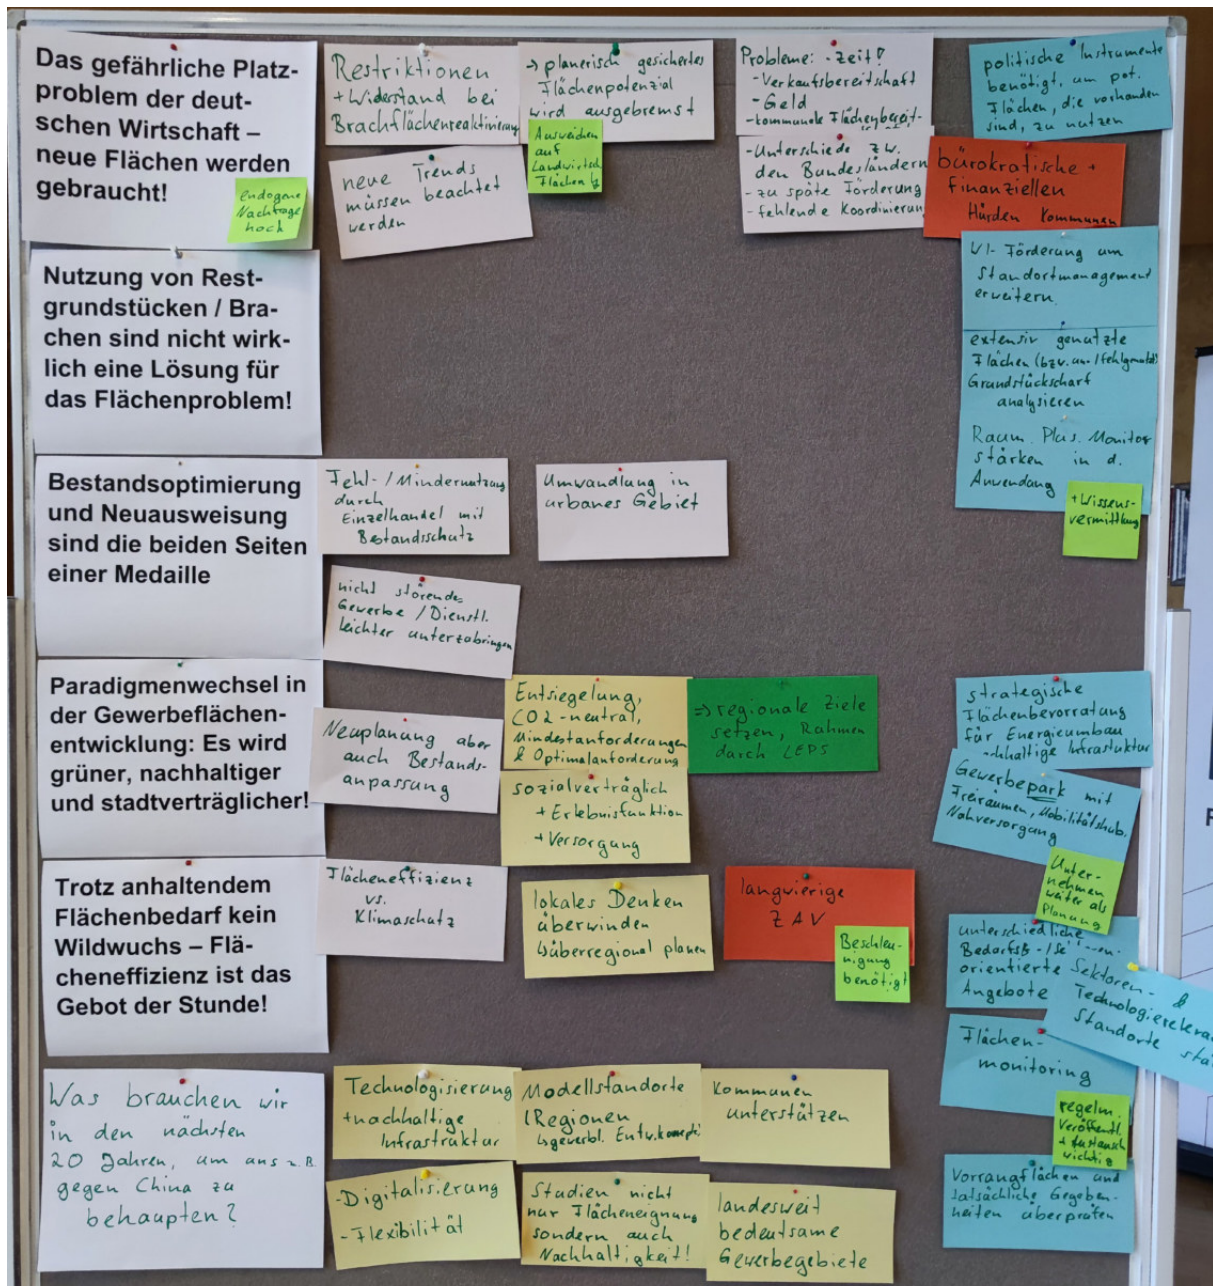 Das gefährliche Platz-
problem der deut-
schen Wirtschaft –
neue Flächen werden
gebraucht!
endogene
Nachfrage
hoch
Restriktionen
+ Widerstand bei
Brachflächenreaktivierung
neue Trends
müssen beachtet
werden
→ planerisch gesichertes
Flächenpotenzial
wird ausgebremst
Ausweichen
auf
Landwirtsch.
Flächen
Probleme: - Zeit!
- Verkaufsbereitschaft
- Geld
- kommunale Flächenbereit-
- Unterschiede zw.
den Bundesländern
- zu späte Förderung
- fehlende Koordinierung
politische Instrumente
benötigt, um pot.
Flächen, die vorhanden
sind, zu nutzen
bürokratische +
finanziellen
Hürden Kommunen
Nutzung von Rest-
grundstücken / Bra-
chen sind nicht wirk-
lich eine Lösung für
das Flächenproblem!
- Förderung um
Standortmanagement
erweitern.
extensiv genutzte
Flächen (bzw. un-/fehlgenutzt)
Grundstücksscharf
analysieren
Raum. Plus. Monitor
stärken in d.
Anwendung
+ Wissens-
vermittlung
Bestandsoptimierung
und Neuausweisung
sind die beiden Seiten
einer Medaille
Fehl-/Mindernutzung
durch
Einzelhandel mit
Bestandsschutz
Umwandlung in
urbanes Gebiet
nicht störendes
Gewerbe / Dienstl.
leichter unterzubringen
Paradigmenwechsel in
der Gewerbeflächen-
entwicklung: Es wird
grüner, nachhaltiger
und stadtverträglicher!
Neuplanung aber
auch Bestands-
anpassung
Entsiegelung,
CO2-neutral,
Mindestanforderungen
& Optimalanforderung
sozialverträglich
+ Erlebnisfunktion
+ Versorgung
⇒ regionale Ziele
setzen, Rahmen
durch LEPS
strategische
Flächenbevorratung
für Energieumbau
Gewerbepark mit
Freiräumen, Mobilitätshub,
Nahversorgung
Unter-
nehmen
weiter als
Planung
Trotz anhaltendem
Flächenbedarf kein
Wildwuchs – Flä-
cheneffizienz ist das
Gebot der Stunde!
Flächeneffizienz
vs.
Klimaschutz
lokales Denken
überwinden
↳ überregional planen
langwierige
ZAV
Beschleu-
nigung
benötigt
unterschiedliche
Bedarfs-
orientierte
Angebote
Sektoren- &
Technologierelevante
Standorte
Flächen-
monitoring
regelm.
Veröffentl.
+ Austausch
wichtig
Was brauchen wir
in den nächsten
20 Jahren, um uns z.B.
gegen China zu
behaupten?
Technologisierung
+ nachhaltige
Infrastruktur
Modellstandorte
/Regionen
↳ gewerbl. Entw.konzept
Kommunen
unterstützen
- Digitalisierung
- Flexibilität
Studien nicht
nur Flächeneignung
sondern auch
Nachhaltigkeit!
landesweit
bedeutsame
Gewerbegebiete
Vorrangflächen und
tatsächliche Gegeben-
heiten überprüfen